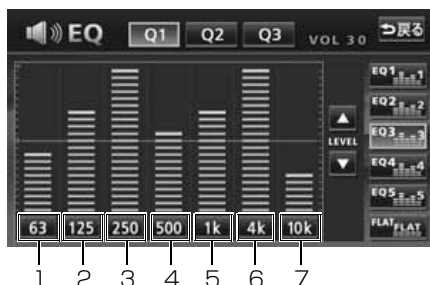 EQ Q1 Q2 Q3 VOL 30 戻る
EQ1 1
EQ2 2
EQ3 3
LEVEL
EQ4 4
EQ5 5
FLAT FLAT
63 125 250 500 1k 4k 10k
1 2 3 4 5 6 7